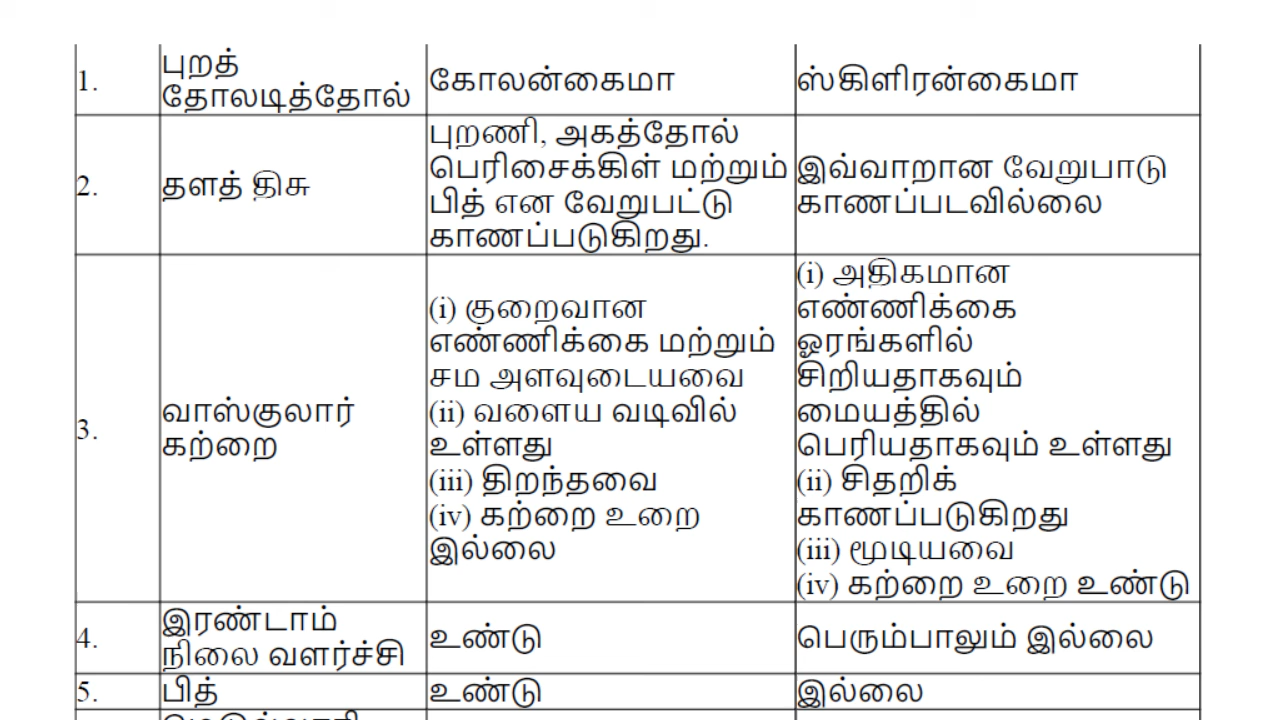 1.
புறத்
தோலடித்தோல்
கோலன்கைமா
ஸ்கிளிரன்கைமா
2.
தளத் திசு
புறணி, அகத்தோல்
பெரிசைக்கிள் மற்றும்
பித் என வேறுபட்டு
காணப்படுகிறது.
இவ்வாறான வேறுபாடு
காணப்படவில்லை
3.
வாஸ்குலார்
கற்றை
(i) குறைவான
எண்ணிக்கை மற்றும்
சம அளவுடையவை
(ii) வளைய வடிவில்
உள்ளது
(iii) திறந்தவை
(iv) கற்றை உறை
இல்லை
(i) அதிகமான
எண்ணிக்கை
ஓரங்களில்
சிறியதாகவும்
மையத்தில்
பெரியதாகவும் உள்ளது
(ii) சிதறிக்
காணப்படுகிறது
(iii) மூடியவை
(iv) கற்றை உறை உண்டு
4.
இரண்டாம்
நிலை வளர்ச்சி
உண்டு
பெரும்பாலும் இல்லை
5.
பித்
உண்டு
இல்லை